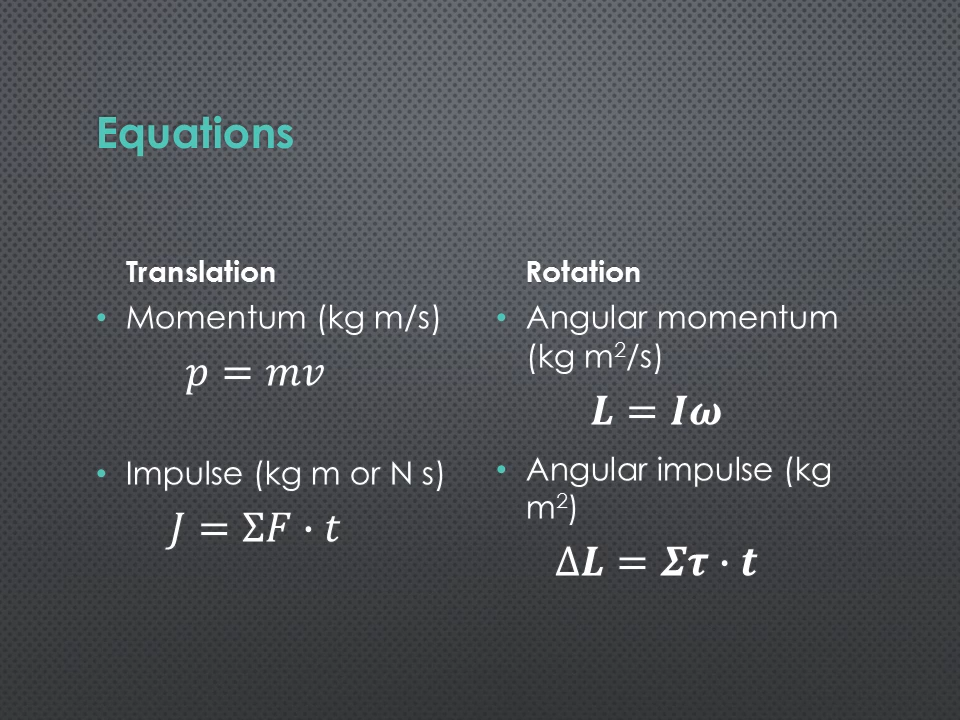 Equations
Translation
• Momentum (kg m/s)
𝑝 = 𝑚𝑣
• Impulse (kg m or N s)
𝐽 = Σ𝐹 · 𝑡
Rotation
• Angular momentum
(kg m²/s)
𝑳 = 𝑰𝝎
• Angular impulse (kg
m²)
Δ𝑳 = 𝜮𝝉 · 𝒕